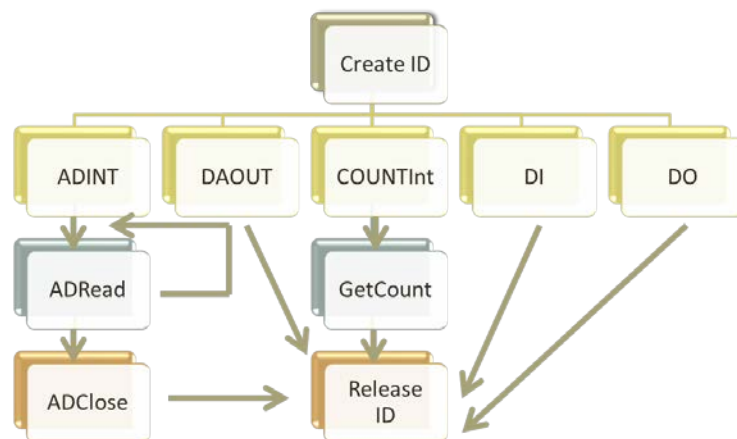 Create ID
ADINT
DAOUT
COUNTInt
DI
DO
ADRead
GetCount
ADClose
Release
ID